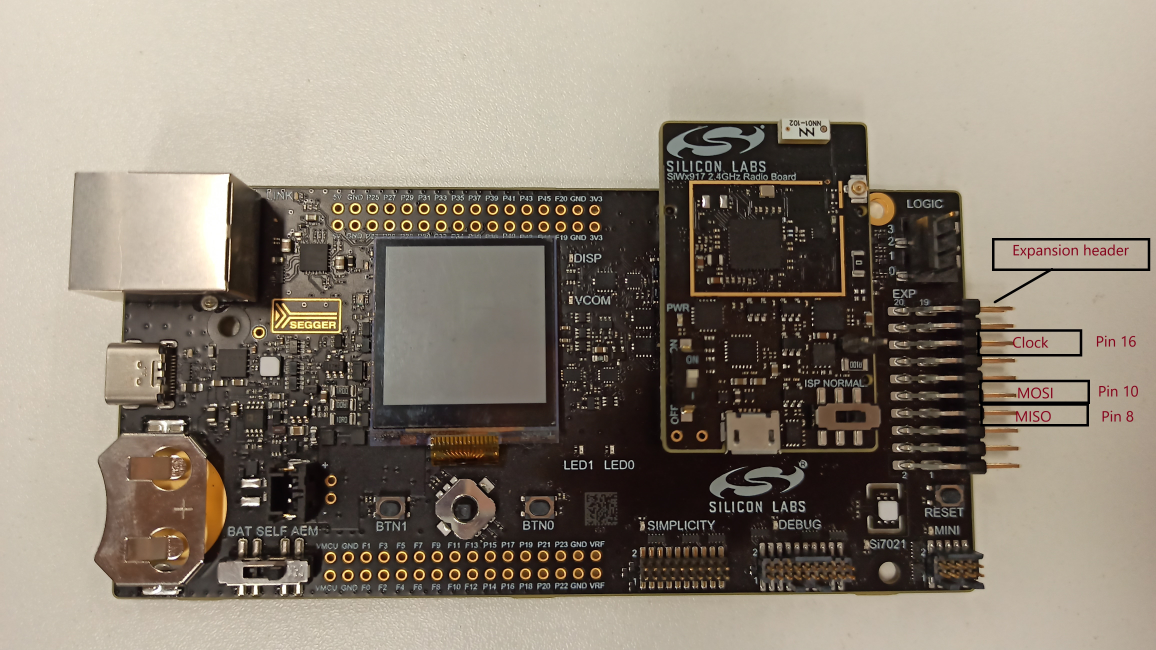 NN01-102
SILICON LABS
SiWx917 2.4GHz Radio Board
LINK
5V GND P25 P27 P29 P31 P33 P35 P37 P39 P41 P43 P45 F20 GND 3V3
F19 GND 3V3
LOGIC
3
2
1
0
Expansion header
DISP
VCOM
SEGGER
PWR
EXP
20 19
Clock
Pin 16
ON
ISP NORMAL
MOSI
Pin 10
OFF
MISO
Pin 8
LED1 LED0
2
SILICON LABS
BTN1
BTN0
RESET
BAT SELF AEM
SIMPLICITY
DEBUG
MINI
Si7021
VMCU GND F1 F3 F5 F7 F9 F11 F13 P15 P17 P19 P21 P23 GND VRF
2
2
2
VMCU GND F0 F2 F4 F6 F8 F10 F12 P14 P16 P18 P20 P22 GND VRF